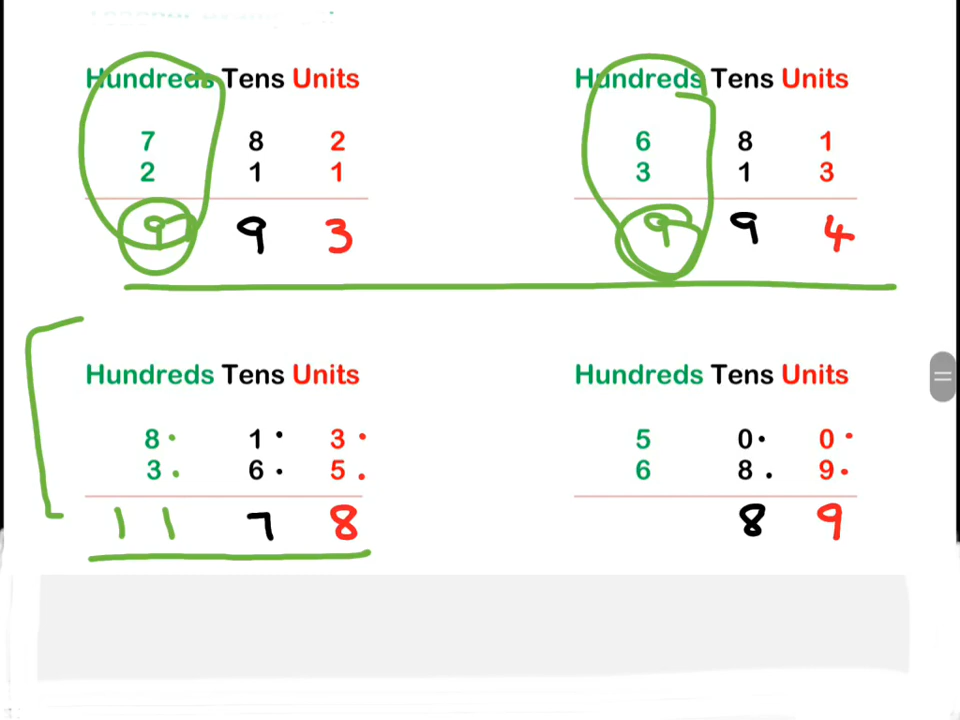 Hundreds Tens Units
7 8 2
2 1 1
9 9 3
Hundreds Tens Units
6 8 1
3 1 3
9 9 4
Hundreds Tens Units
8 1 3
3 6 5
1 1 7 8
Hundreds Tens Units
5 0 0
6 8 9
8 9